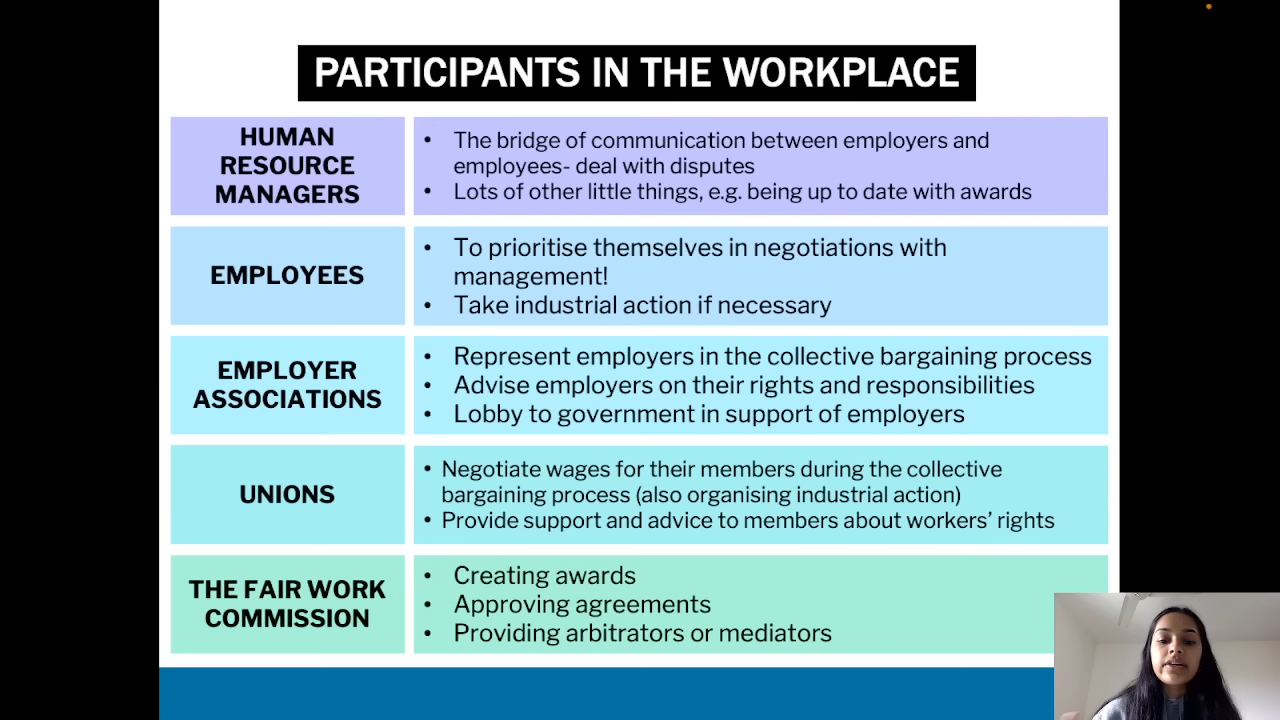 PARTICIPANTS IN THE WORKPLACE
HUMAN
RESOURCE
MANAGERS
• The bridge of communication between employers and
employees- deal with disputes
• Lots of other little things, e.g. being up to date with awards
EMPLOYEES
• To prioritise themselves in negotiations with
management!
• Take industrial action if necessary
EMPLOYER
ASSOCIATIONS
• Represent employers in the collective bargaining process
• Advise employers on their rights and responsibilities
• Lobby to government in support of employers
UNIONS
• Negotiate wages for their members during the collective
bargaining process (also organising industrial action)
• Provide support and advice to members about workers’ rights
THE FAIR WORK
COMMISSION
• Creating awards
• Approving agreements
• Providing arbitrators or mediators